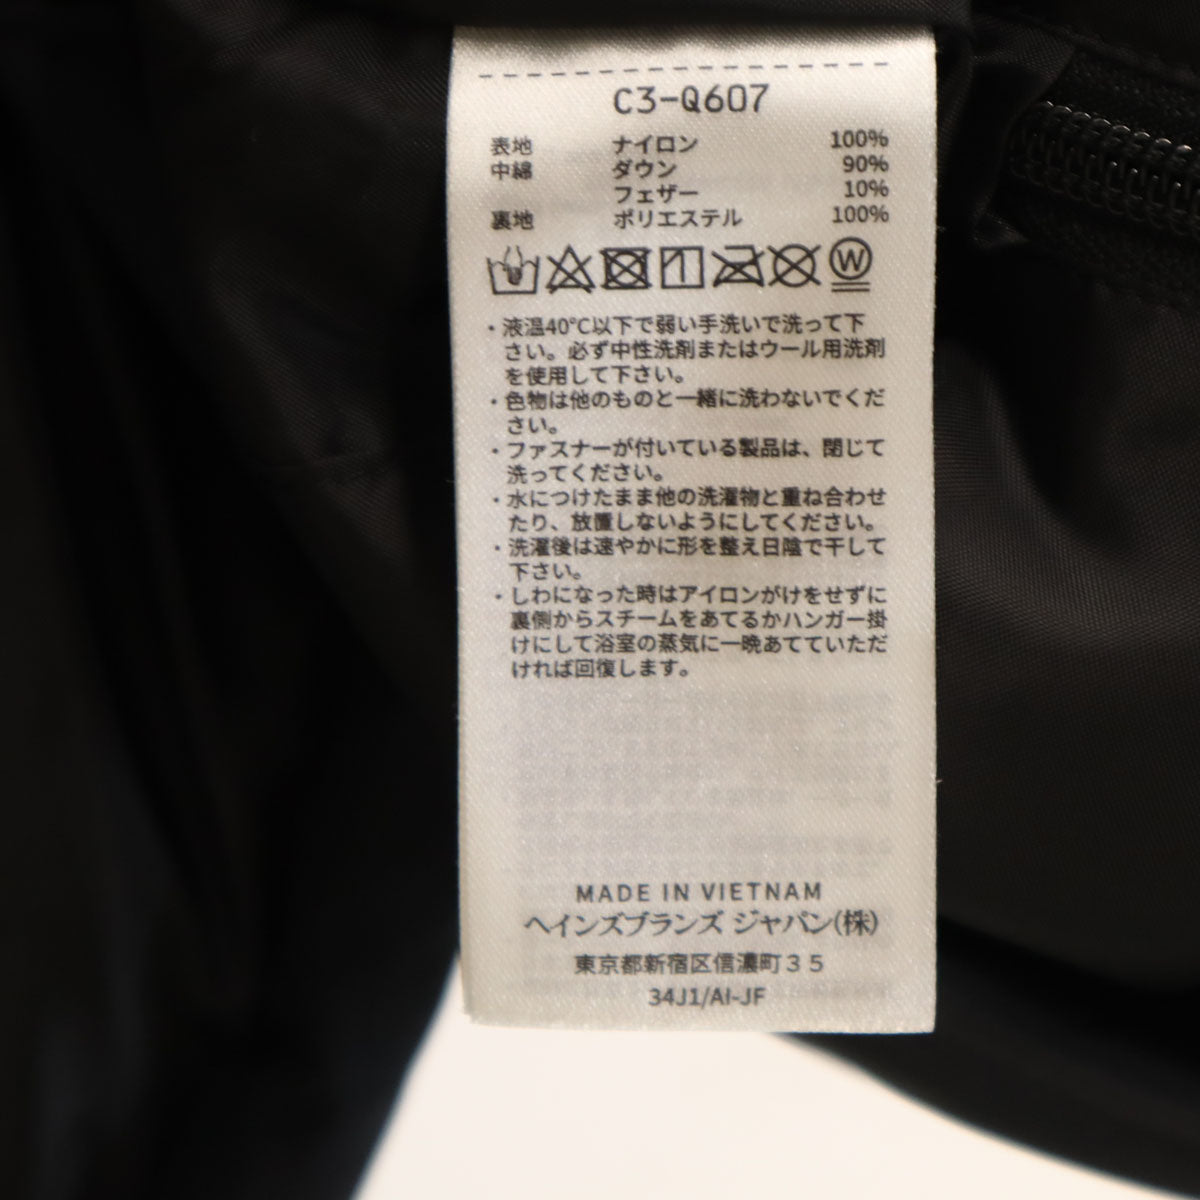 C3-Q607
表地 ナイロン 100%
中綿 ダウン 90%
フェザー 10%
裏地 ポリエステル 100%
W
・液温40℃以下で弱い手洗いで洗って下
さい。必ず中性洗剤またはウール用洗剤
を使用して下さい。
・色物は他のものと一緒に洗わないでくだ
さい。
・ファスナーが付いている製品は、閉じて
洗ってください。
・水につけたまま他の洗濯物と重ね合わせ
たり、放置しないようにしてください。
・洗濯後は速やかに形を整え日陰で干して
下さい。
・しわになった時はアイロンがけをせずに
裏側からスチームをあてるかハンガー掛
けにして浴室の蒸気に一晩あてていただ
ければ回復します。
MADE IN VIETNAM
ヘインズブランズ ジャパン(株)
東京都新宿区信濃町３５
34J1/AI-JF